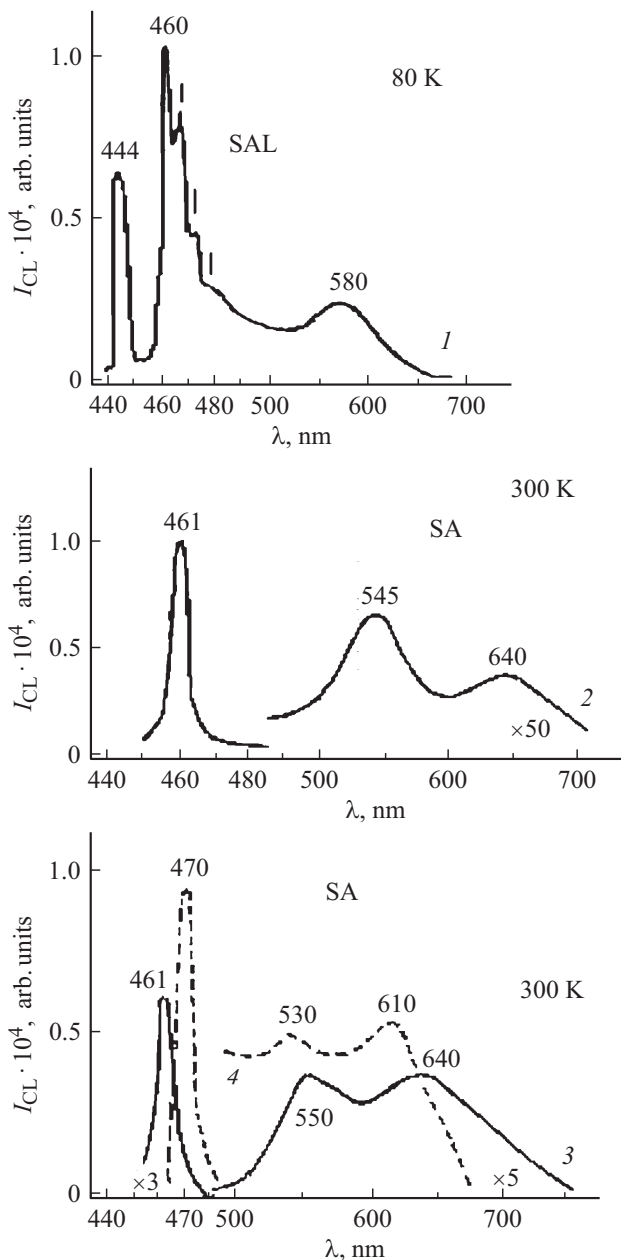 460
1.0
80 K
444
SAL
I_CL · 10^4, arb. units
0.5
580
1
0
440 460 480 500 600 700
λ, nm
300 K
461
SA
1.0
545
I_CL · 10^4, arb. units
0.5
640
2
×50
0
440 460 480 500 600 700
λ, nm
470
1.0
SA
461
300 K
I_CL · 10^4, arb. units
530
610
0.5
640
4
550
3
×3
×5
0
440 470 500 600 700
λ, nm